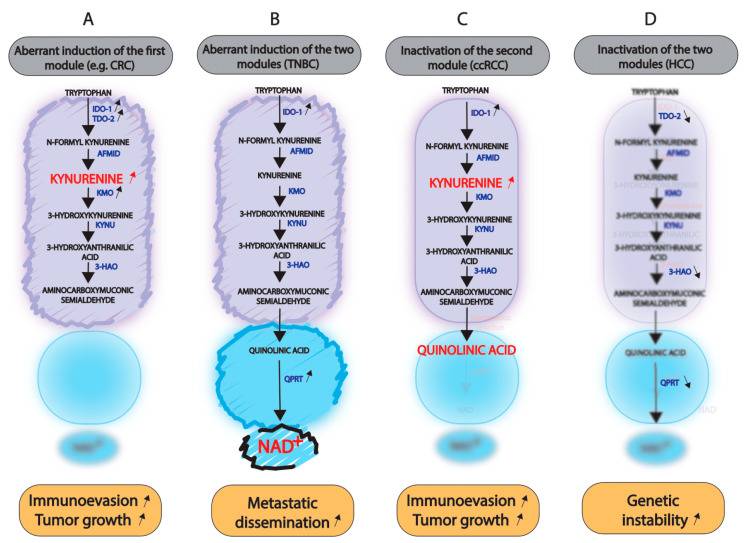 A
Aberrant induction of the first
module (e.g. CRC)
TRYPTOPHAN
IDO-1
TDO-2
N-FORMYL KYNURENINE
AFMID
KYNURENINE
KMO
3-HYDROXYKYNURENINE
KYNU
3-HYDROXYANTHRANILIC
ACID
3-HAO
AMINOCARBOXYMUCONIC
SEMIALDEHYDE
Immunoevasion
Tumor growth
B
Aberrant induction of the two
modules (TNBC)
TRYPTOPHAN
IDO-1
N-FORMYL KYNURENINE
AFMID
KYNURENINE
KMO
3-HYDROXYKYNURENINE
KYNU
3-HYDROXYANTHRANILIC
ACID
3-HAO
AMINOCARBOXYMUCONIC
SEMIALDEHYDE
QUINOLINIC ACID
QPRT
NAD+
Metastatic
dissemination
C
Inactivation of the second
module (ccRCC)
TRYPTOPHAN
IDO-1
N-FORMYL KYNURENINE
AFMID
KYNURENINE
KMO
3-HYDROXYKYNURENINE
KYNU
3-HYDROXYANTHRANILIC
ACID
3-HAO
AMINOCARBOXYMUCONIC
SEMIALDEHYDE
QUINOLINIC ACID
Immunoevasion
Tumor growth
D
Inactivation of the two
modules (HCC)
TRYPTOPHAN
TDO-2
N-FORMYL KYNURENINE
AFMID
KYNURENINE
KMO
3-HYDROXYKYNURENINE
KYNU
3-HYDROXYANTHRANILIC
ACID
3-HAO
AMINOCARBOXYMUCONIC
SEMIALDEHYDE
QUINOLINIC ACID
QPRT
NAD
Genetic
instability